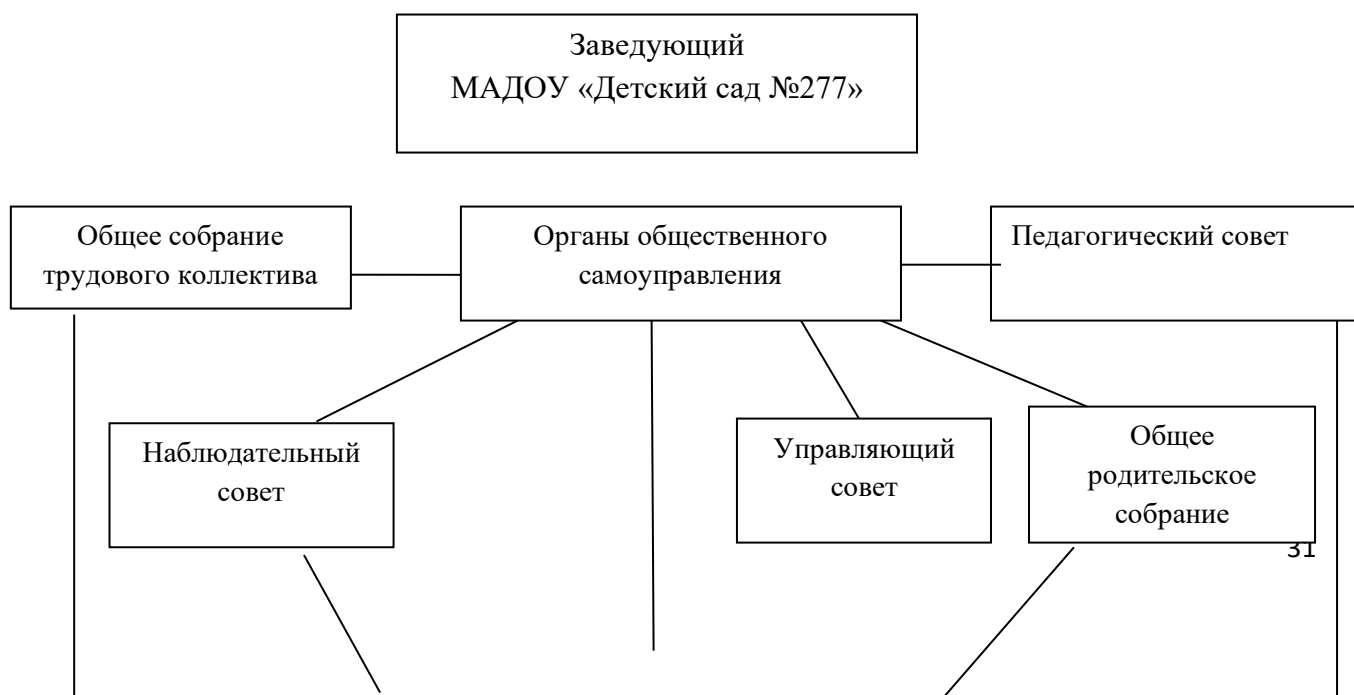 Заведующий
МАДОУ «Детский сад №277»
Общее собрание
трудового коллектива
Органы общественного
самоуправления
Педагогический совет
Наблюдательный
совет
Управляющий
совет
Общее
родительское
собрание
31